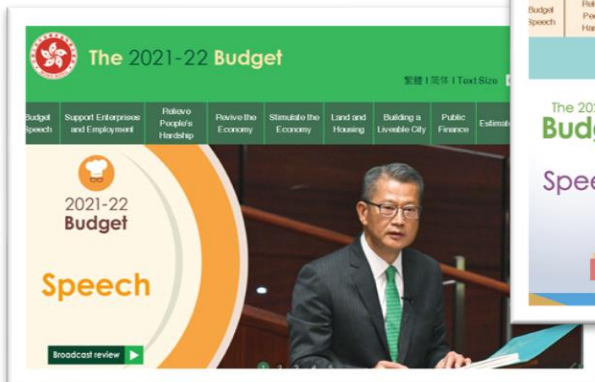 The 2021-22 Budget
繁體 | 简体 | Text Size
Budget Speech
Support Enterprises and Employment
Relieve People's Hardship
Revive the Economy
Stimulate the Economy
Land and Housing
Building a Liveable City
Public Finance
2021-22
Budget
Speech
Broadcast review
Budget
Speech
The 202
Budg
Spee